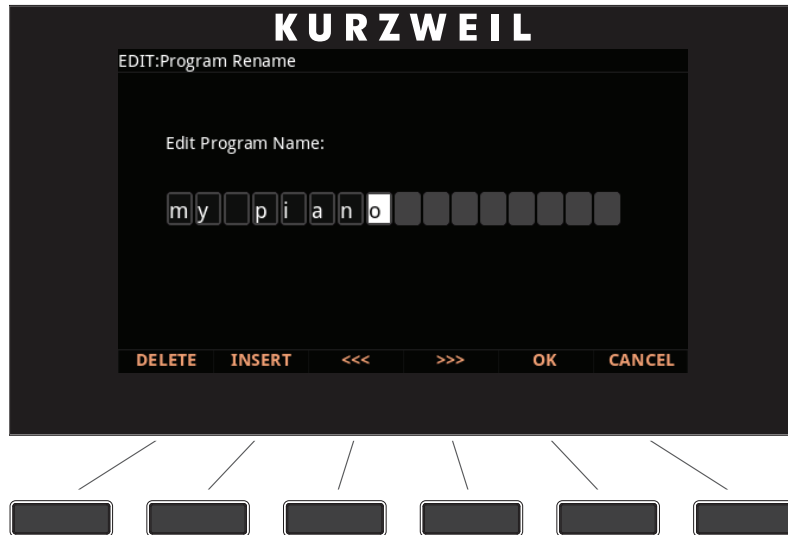 KURZWEIL
EDIT:Program Rename
Edit Program Name:
my piano
DELETE INSERT <<< >>> OK CANCEL